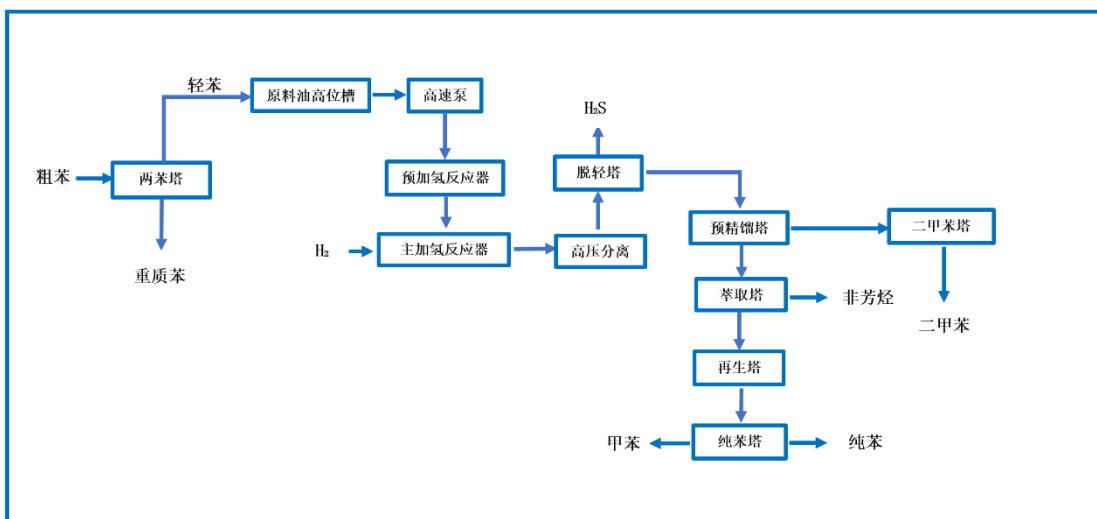 轻苯
原料油高位槽
高速泵
H₂S
粗苯
两苯塔
预加氢反应器
脱轻塔
预精馏塔
二甲苯塔
H₂
主加氢反应器
高压分离
重质苯
萃取塔
非芳烃
二甲苯
再生塔
甲苯
纯苯塔
纯苯